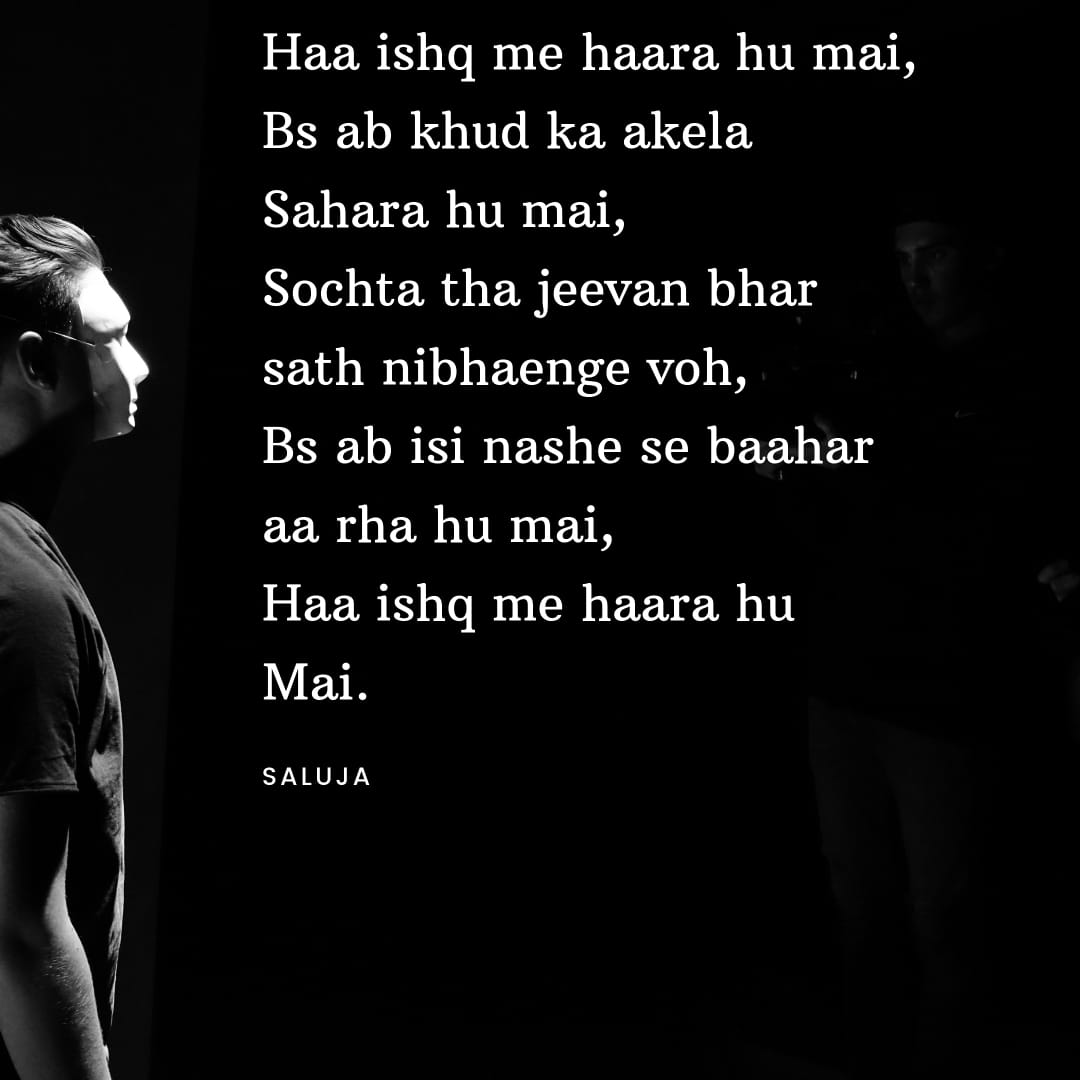 Haa ishq me haara hu mai,
Bs ab khud ka akela
Sahara hu mai,
Sochta tha jeevan bhar
sath nibhaenge voh,
Bs ab isi nashe se baahar
aa rha hu mai,
Haa ishq me haara hu
Mai.
SALUJA